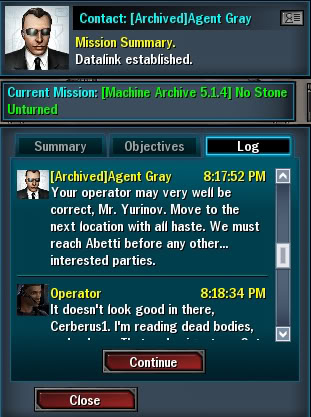 Contact: [Archived]Agent Gray
Mission Summary.
Datalink established.
Current Mission: [Machine Archive 5.1.4] No Stone
Unturned
Summary
Objectives
Log
[Archived]Agent Gray 8:17:52 PM
Your operator may very well be
correct, Mr. Yurinov. Move to the
next location with all haste. We must
reach Abetti before any other...
interested parties.
Operator 8:18:34 PM
It doesn't look good in there,
Cerberus1. I'm reading dead bodies,
Continue
Close